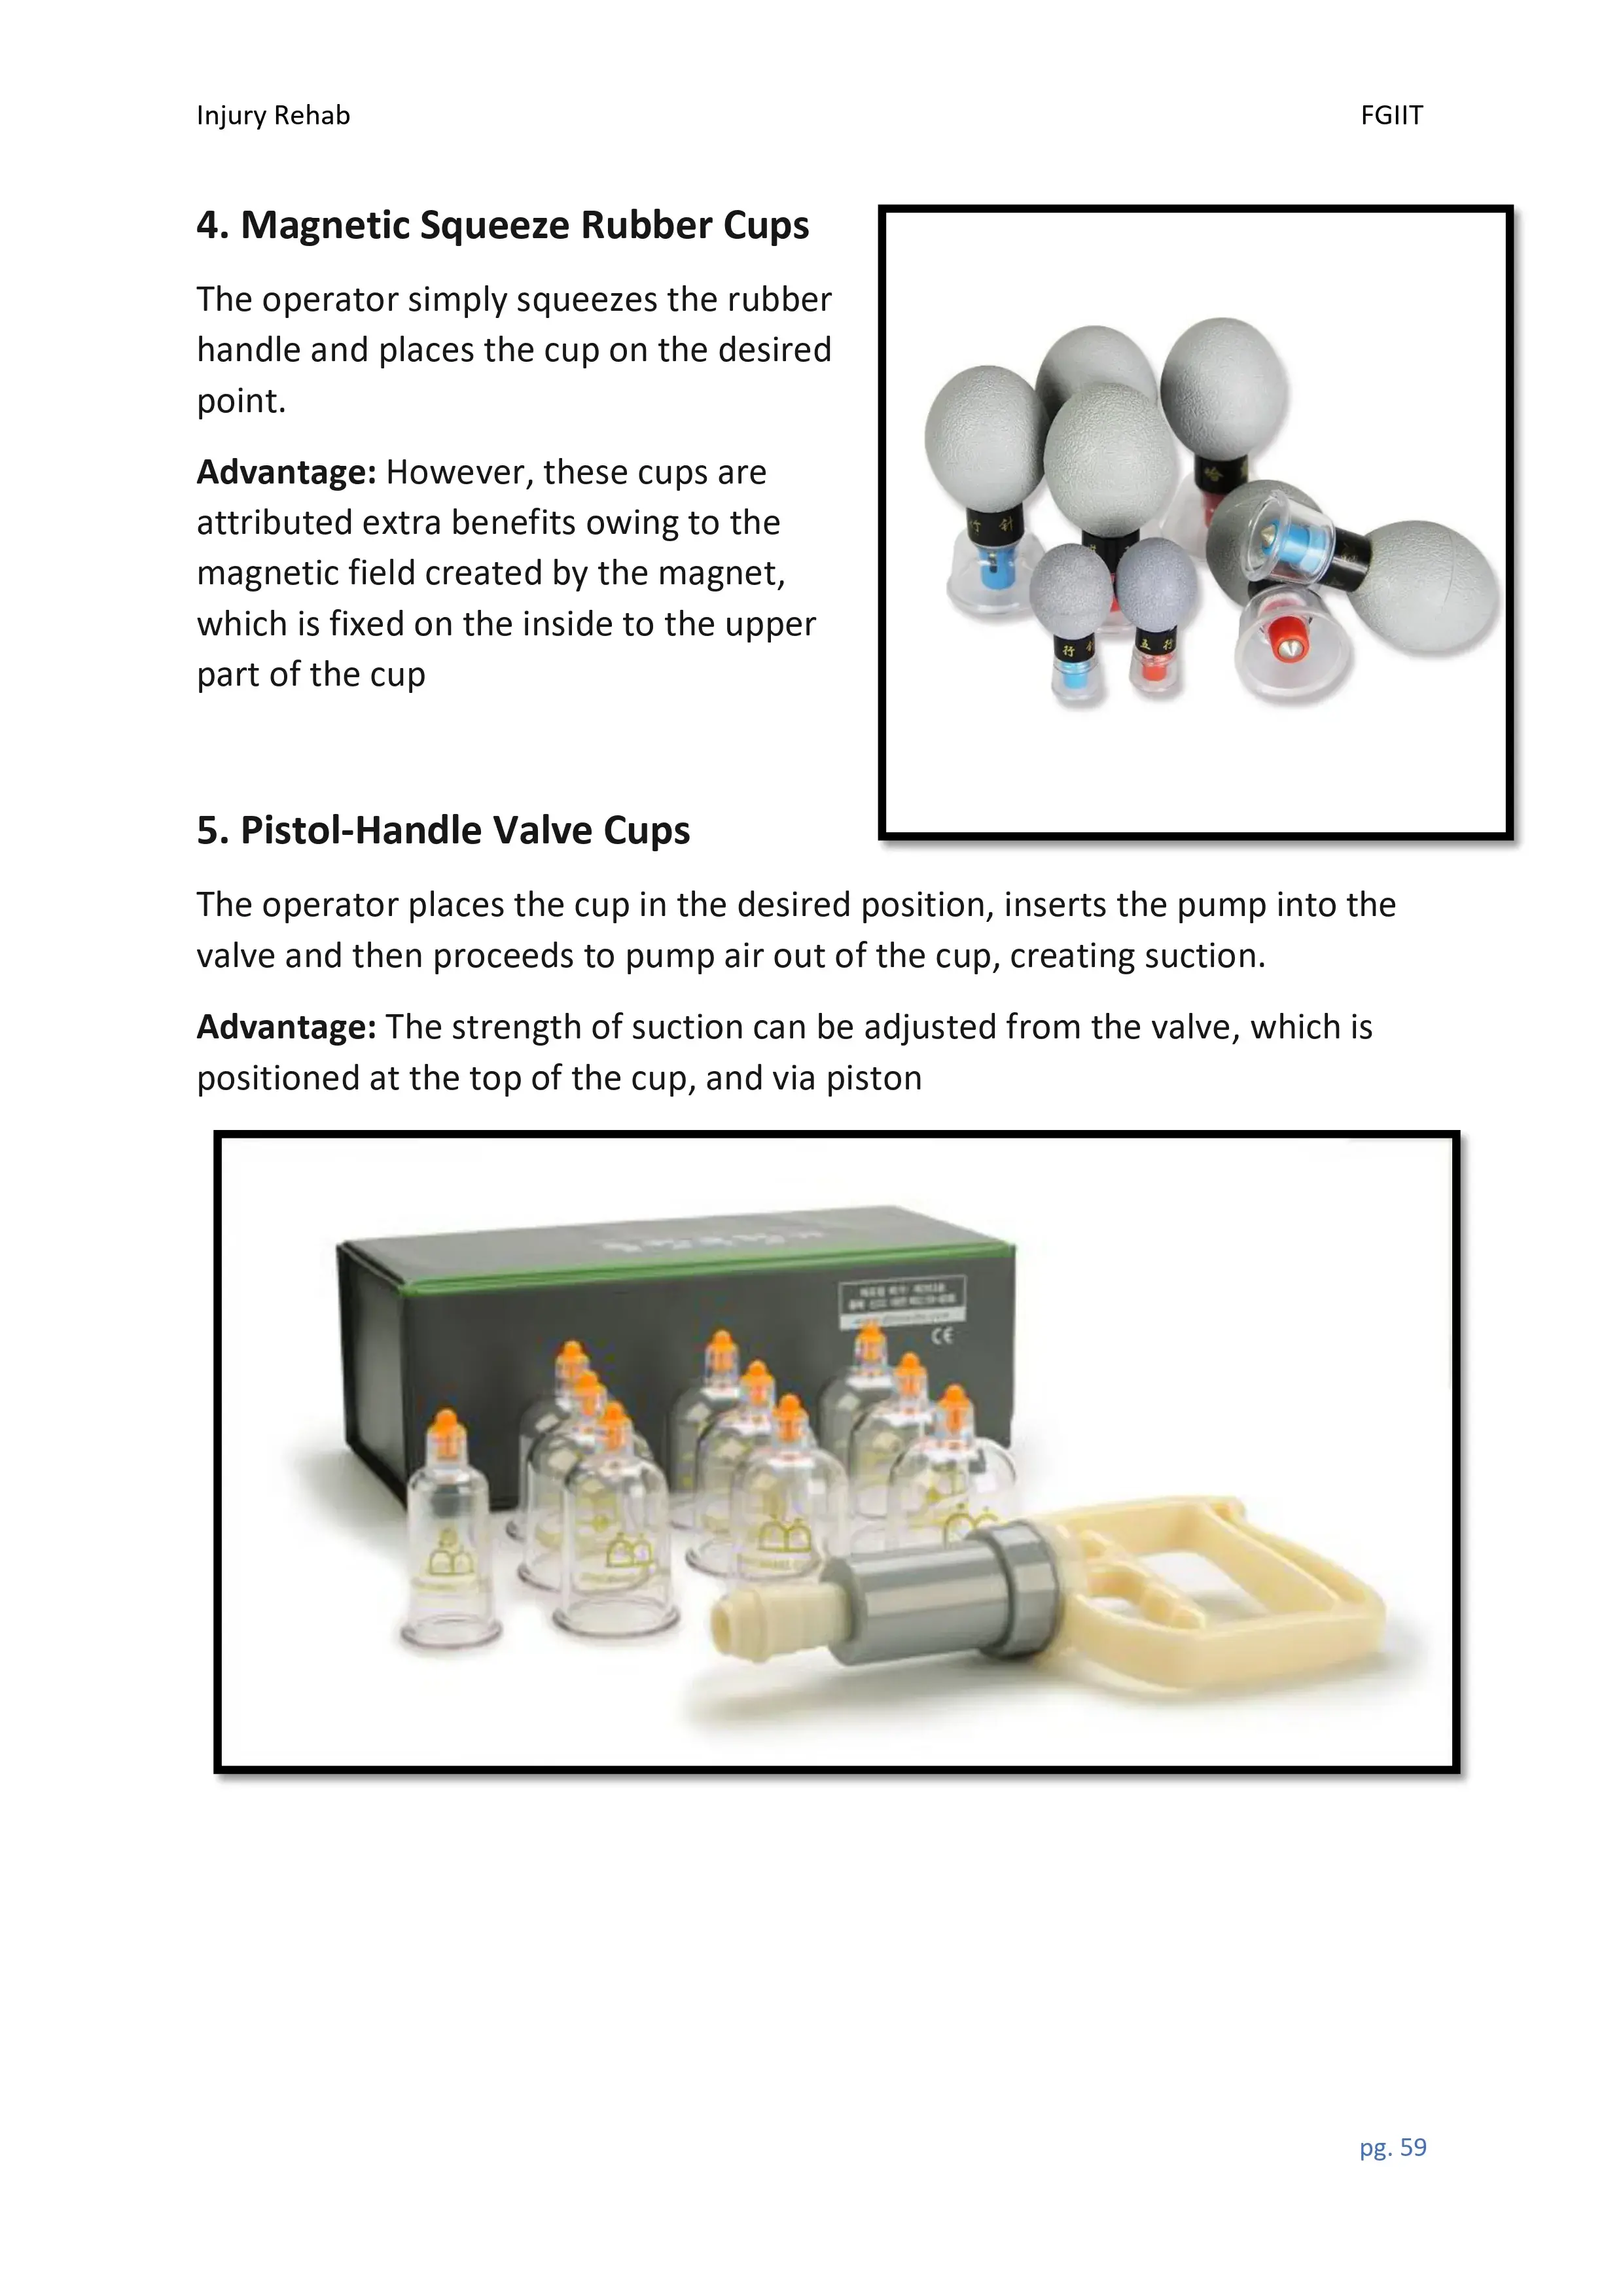 Injury Rehab FGIIT
4. Magnetic Squeeze Rubber Cups
The operator simply squeezes the rubber
handle and places the cup on the desired
point.
Advantage: However, these cups are
attributed extra benefits owing to the
magnetic field created by the magnet,
which is fixed on the inside to the upper
part of the cup
行 针
行
五 行
5. Pistol-Handle Valve Cups
The operator places the cup in the desired position, inserts the pump into the
valve and then proceeds to pump air out of the cup, creating suction.
Advantage: The strength of suction can be adjusted from the valve, which is
positioned at the top of the cup, and via piston
CE
pg. 59